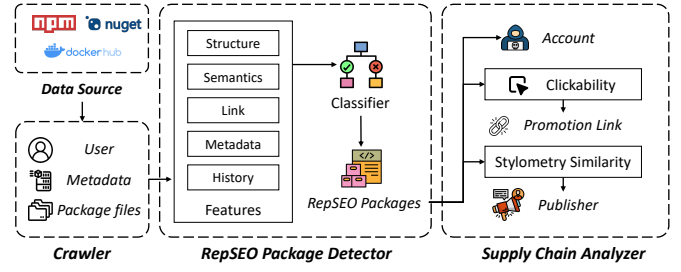 npm nuget
dockerhub
Data Source
User
Metadata
Package files
Crawler
Structure
Semantics
Link
Metadata
History
Features
Classifier
</>
RepSEO Packages
RepSEO Package Detector
Account
Clickability
Promotion Link
Stylometry Similarity
Publisher
Supply Chain Analyzer